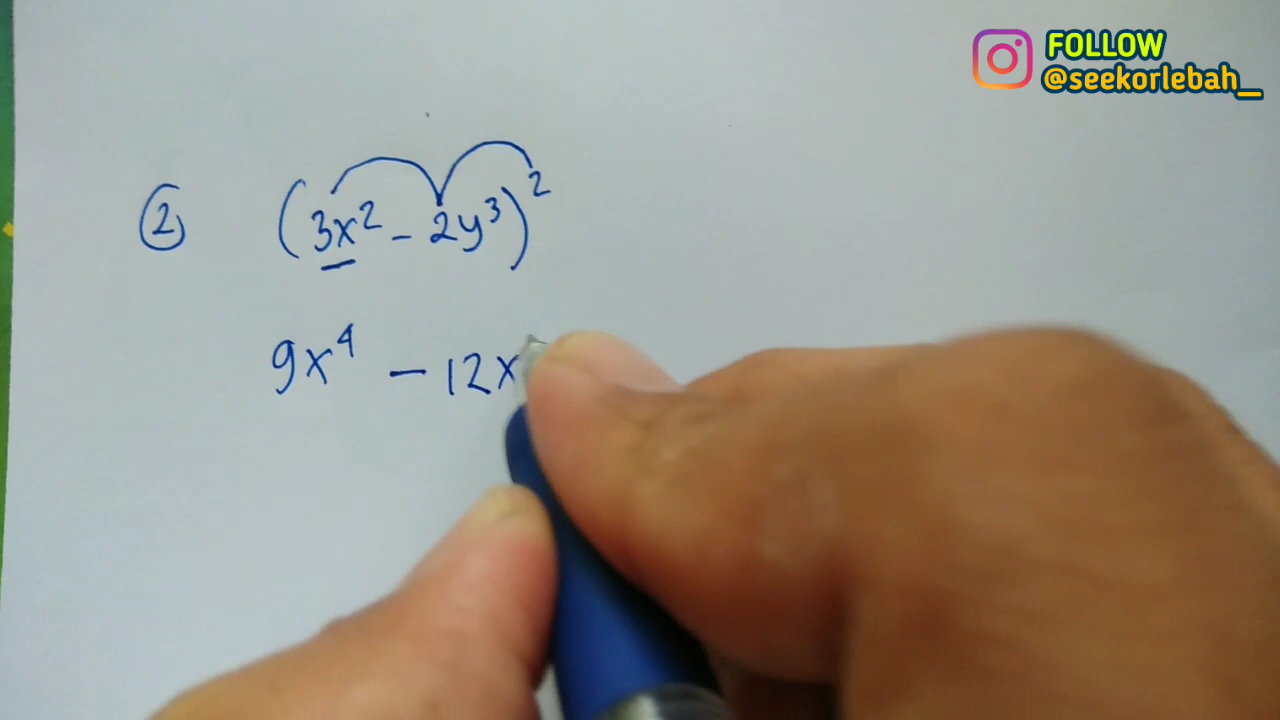 FOLLOW
@seekorlebah_
② (3x² - 2y³)²
9x⁴ - 12x